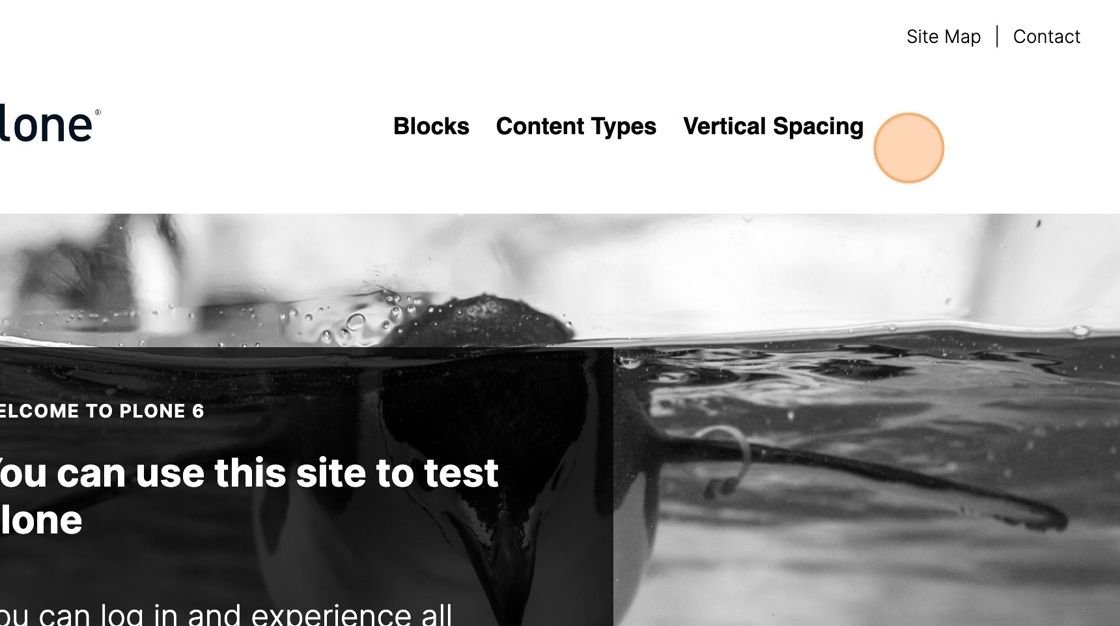 Site Map | Contact
lone®
Blocks Content Types Vertical Spacing
ELCOME TO PLONE 6
You can use this site to test
lone
ou can log in and experience all